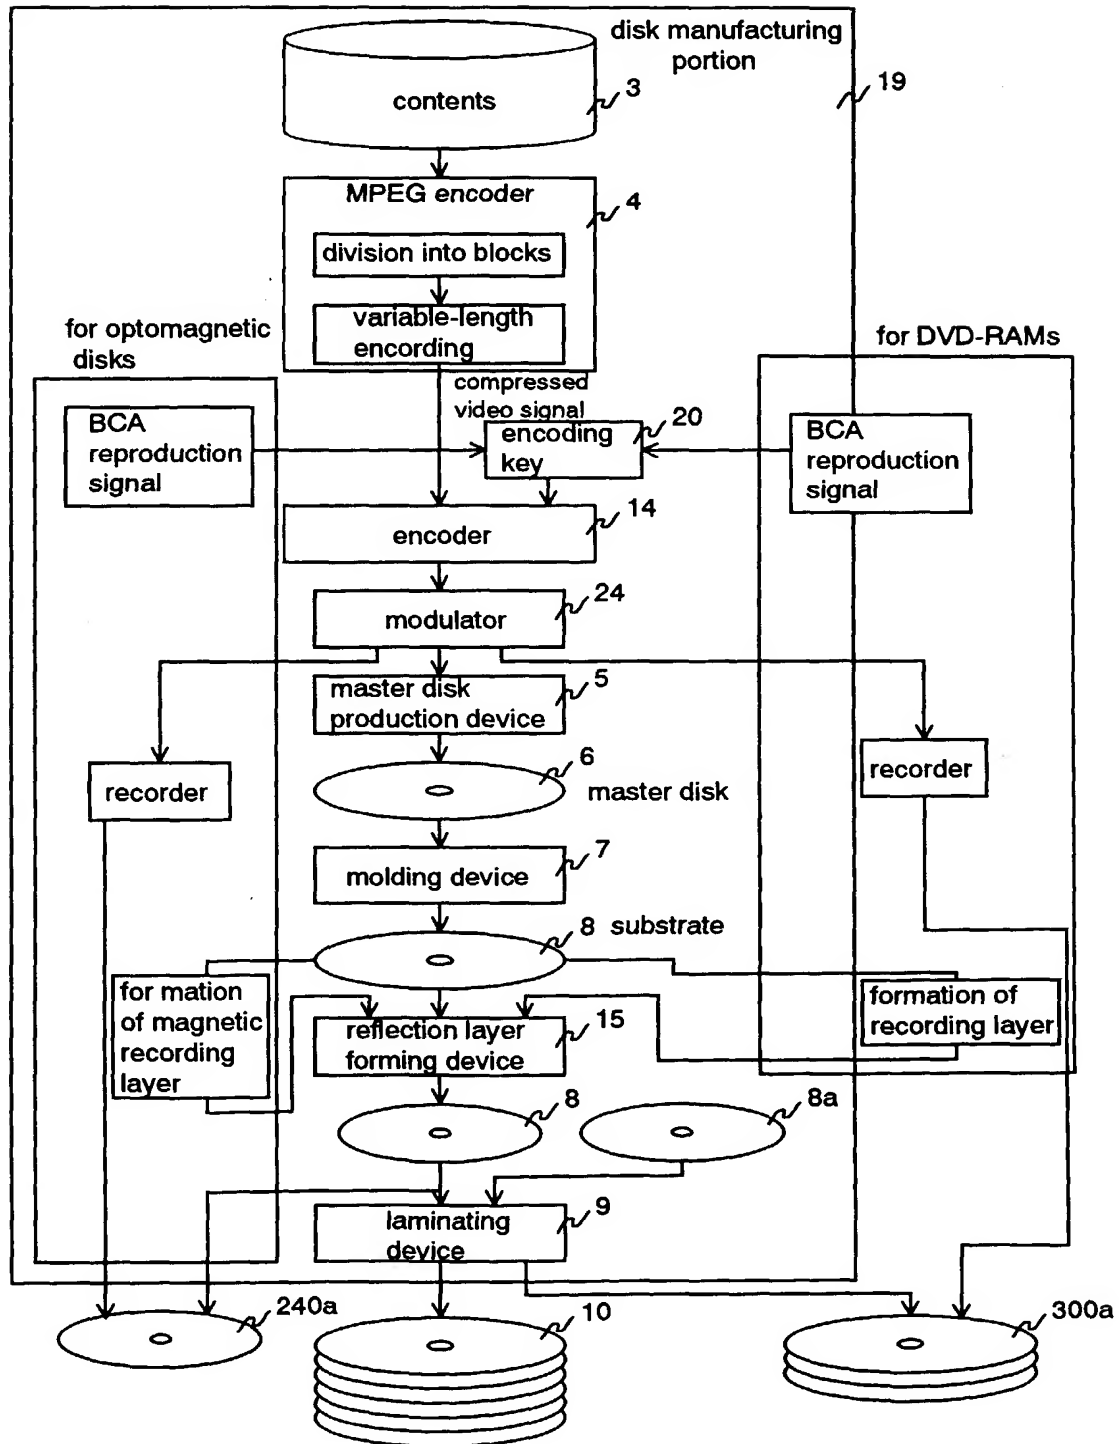 disk manufacturing
portion
19
contents
3
MPEG encoder
4
division into blocks
variable-length
encording
for optomagnetic
disks
for DVD-RAMs
compressed
video signal
BCA
reproduction
signal
encoding
key
20
BCA
reproduction
signal
encoder
14
modulator
24
master disk
production device
5
recorder
6
master disk
recorder
molding device
7
8 substrate
for mation
of magnetic
recording
layer
reflection layer
forming device
15
formation of
recording layer
8
8a
laminating
device
9
240a
10
300a